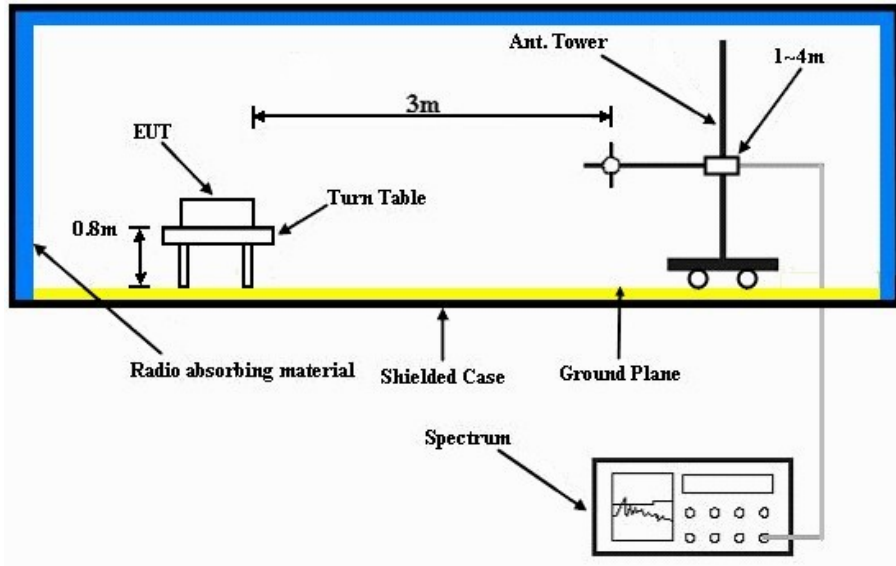 Ant. Tower
1~4m
3m
EUT
Turn Table
0.8m
Radio absorbing material
Shielded Case
Ground Plane
Spectrum